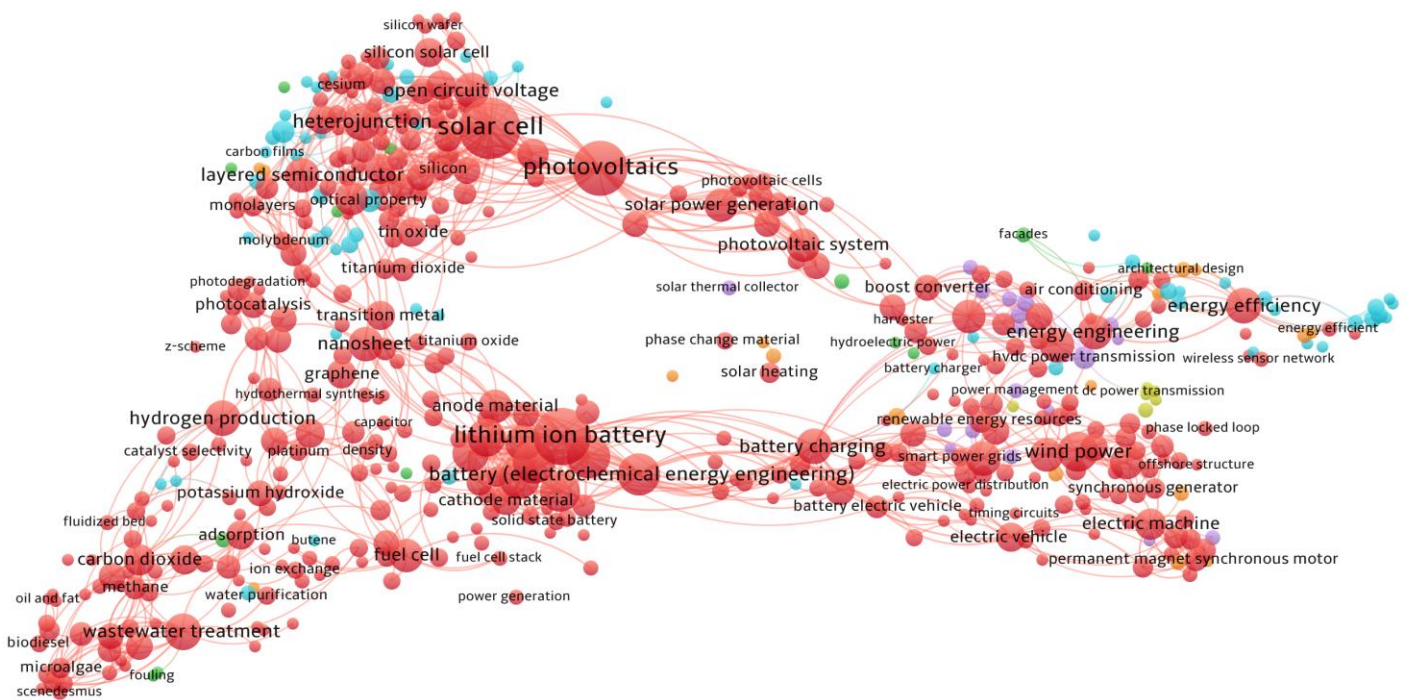 silicon wafer
silicon solar cell
cesium
open circuit voltage
heterojunction
solar cell
carbon films
photovoltaics
layered semiconductor
silicon
photovoltaic cells
monolayers
optical property
solar power generation
tin oxide
facades
molybdenum
photovoltaic system
titanium dioxide
architectural design
photodegradation
solar thermal collector
boost converter
air conditioning
photocatalysis
energy efficiency
transition metal
harvester
energy engineering
energy efficient
z-scheme
nanosheet
titanium oxide
phase change material
hydroelectric power
hvdc power transmission
wireless sensor network
graphene
solar heating
battery charger
hydrothermal synthesis
power management
dc power transmission
anode material
hydrogen production
capacitor
renewable energy resources
phase locked loop
lithium ion battery
battery charging
catalyst selectivity
platinum
density
smart power grids
wind power
offshore structure
battery (electrochemical energy engineering)
electric power distribution
synchronous generator
potassium hydroxide
cathode material
battery electric vehicle
timing circuits
fluidized bed
solid state battery
electric machine
adsorption
butene
electric vehicle
carbon dioxide
fuel cell
fuel cell stack
permanent magnet synchronous motor
ion exchange
methane
water purification
oil and fat
power generation
wastewater treatment
biodiesel
microalgae
fouling
scenedesmus